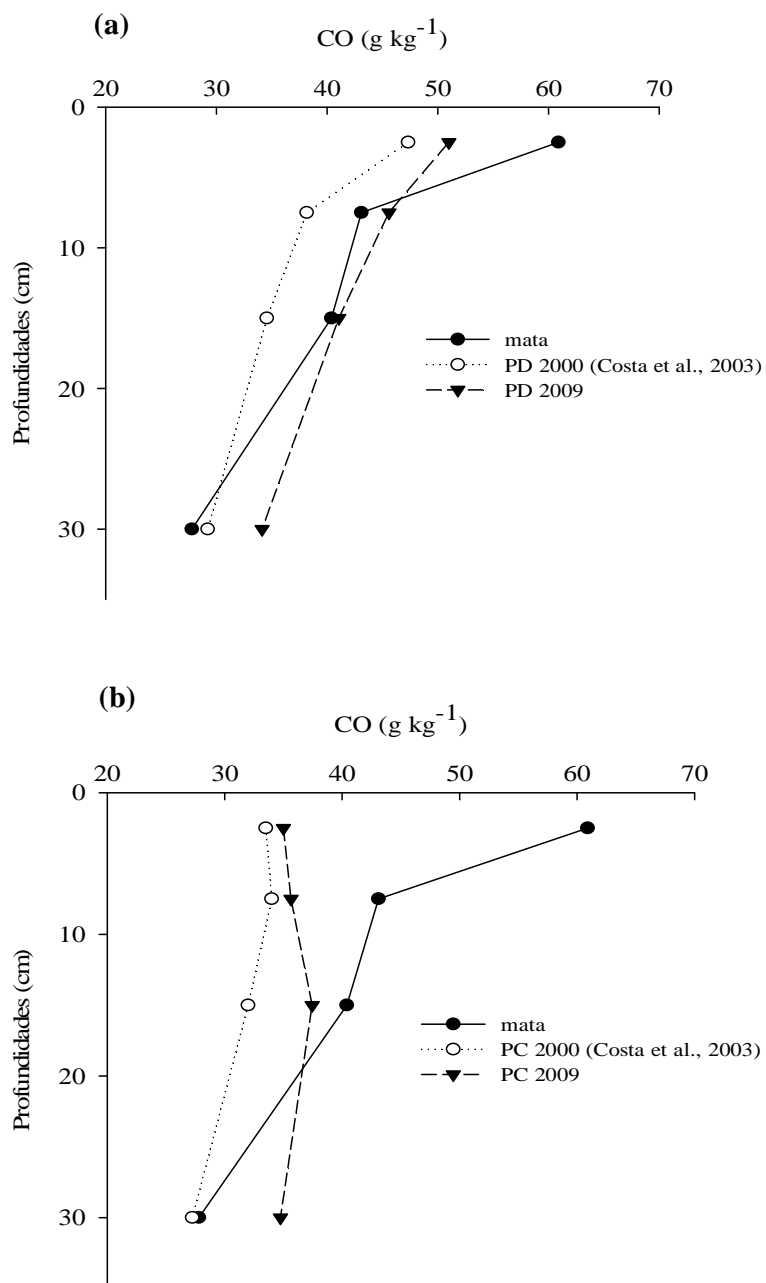 (a)
CO (g kg-1)
20 30 40 50 60 70
0
10
20
30
Profundidades (cm)
mata
PD 2000 (Costa et al., 2003)
PD 2009
(b)
CO (g kg-1)
20 30 40 50 60 70
0
10
20
30
Profundidades (cm)
mata
PC 2000 (Costa et al., 2003)
PC 2009